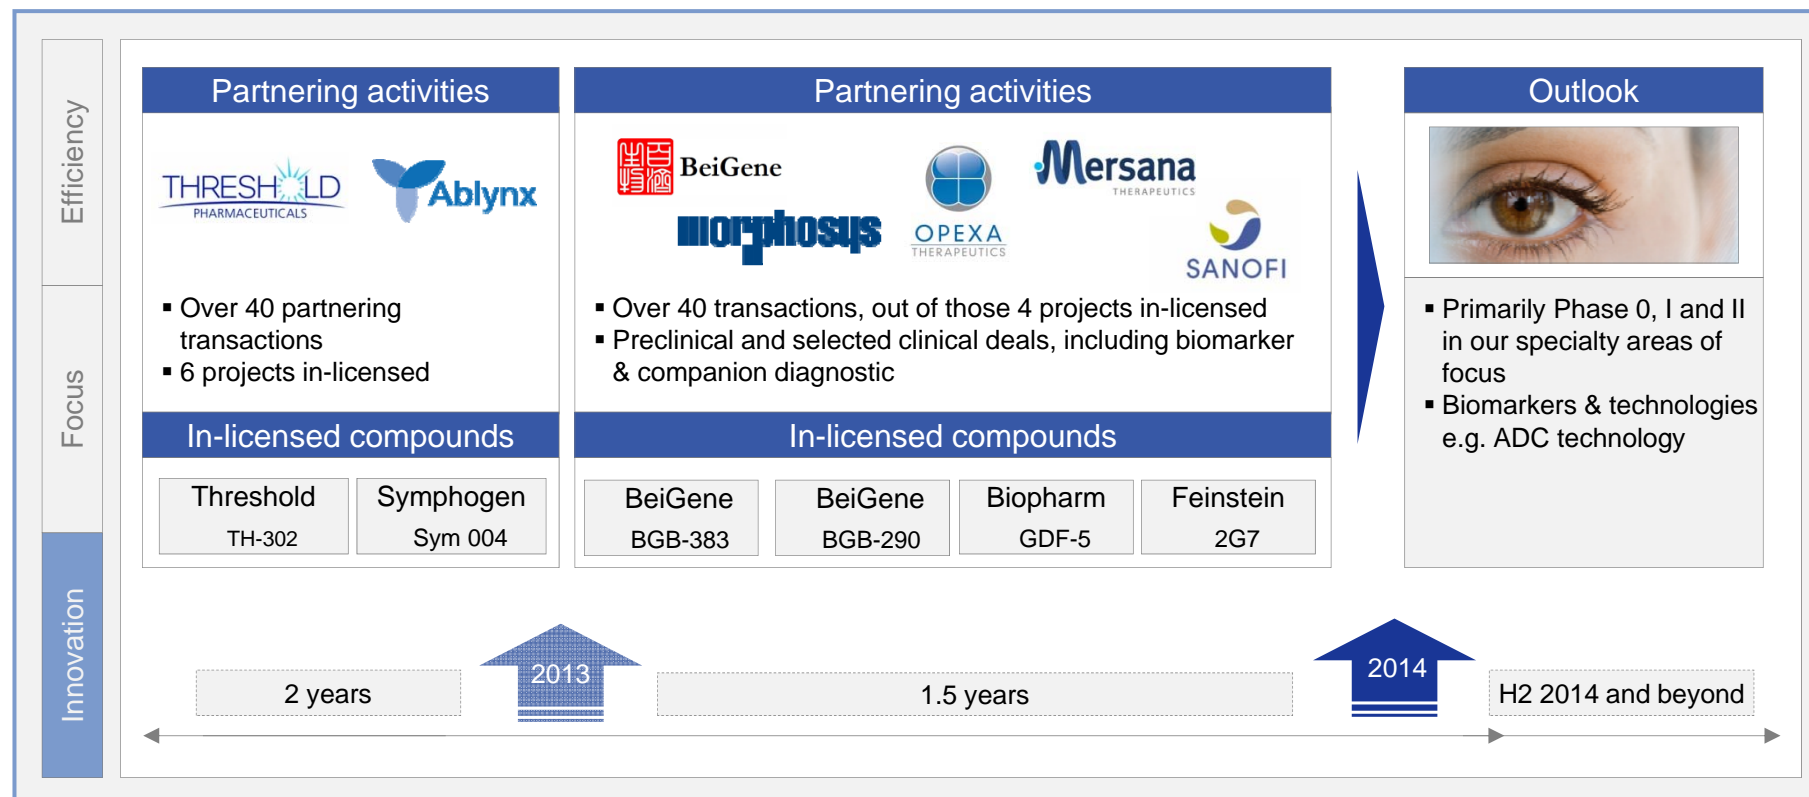 Efficiency
Focus
Innovation
Partnering activities
THRESHOLD
PHARMACEUTICALS
Ablynx
▪ Over 40 partnering
transactions
▪ 6 projects in-licensed
In-licensed compounds
Threshold
TH-302
Symphogen
Sym 004
Partnering activities
百濟
生物
BeiGene
morphosys
OPEXA
THERAPEUTICS
Mersana
THERAPEUTICS
SANOFI
▪ Over 40 transactions, out of those 4 projects in-licensed
▪ Preclinical and selected clinical deals, including biomarker
& companion diagnostic
In-licensed compounds
BeiGene
BGB-383
BeiGene
BGB-290
Biopharm
GDF-5
Feinstein
2G7
Outlook
▪ Primarily Phase 0, I and II
in our specialty areas of
focus
▪ Biomarkers & technologies
e.g. ADC technology
2 years
2013
1.5 years
2014
H2 2014 and beyond